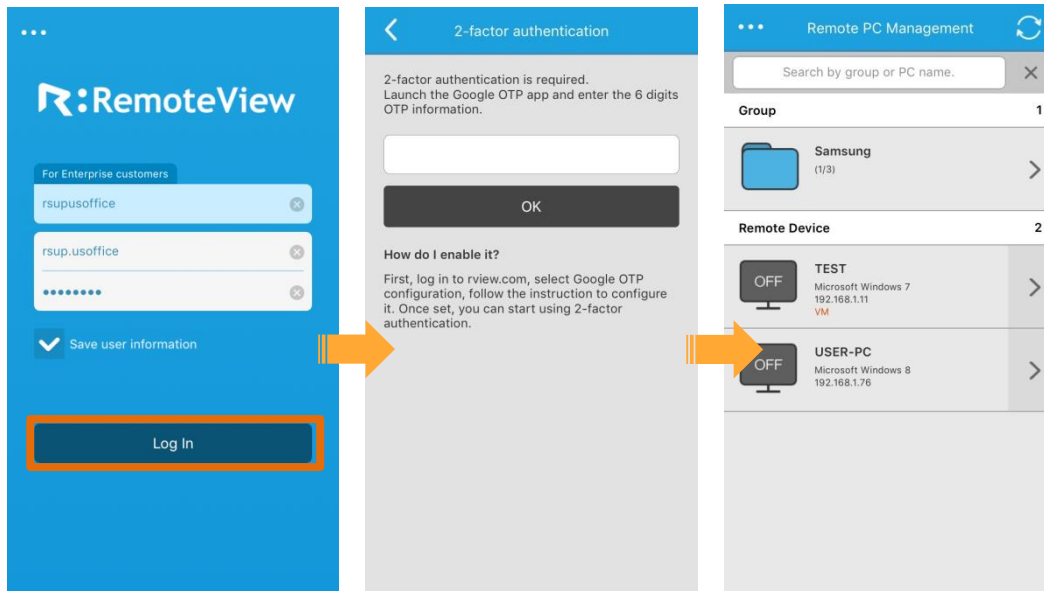 R:RemoteView
For Enterprise customers
rsupusoffice
rsup.usoffice
Save user information
Log In
2-factor authentication
2-factor authentication is required.
Launch the Google OTP app and enter the 6 digits
OTP information.
OK
How do I enable it?
First, log in to rview.com, select Google OTP
configuration, follow the instruction to configure
it. Once set, you can start using 2-factor
authentication.
Remote PC Management
Search by group or PC name.
Group 1
Samsung
(1/3)
Remote Device 2
OFF
TEST
Microsoft Windows 7
192.168.1.11
VM
OFF
USER-PC
Microsoft Windows 8
192.168.1.76